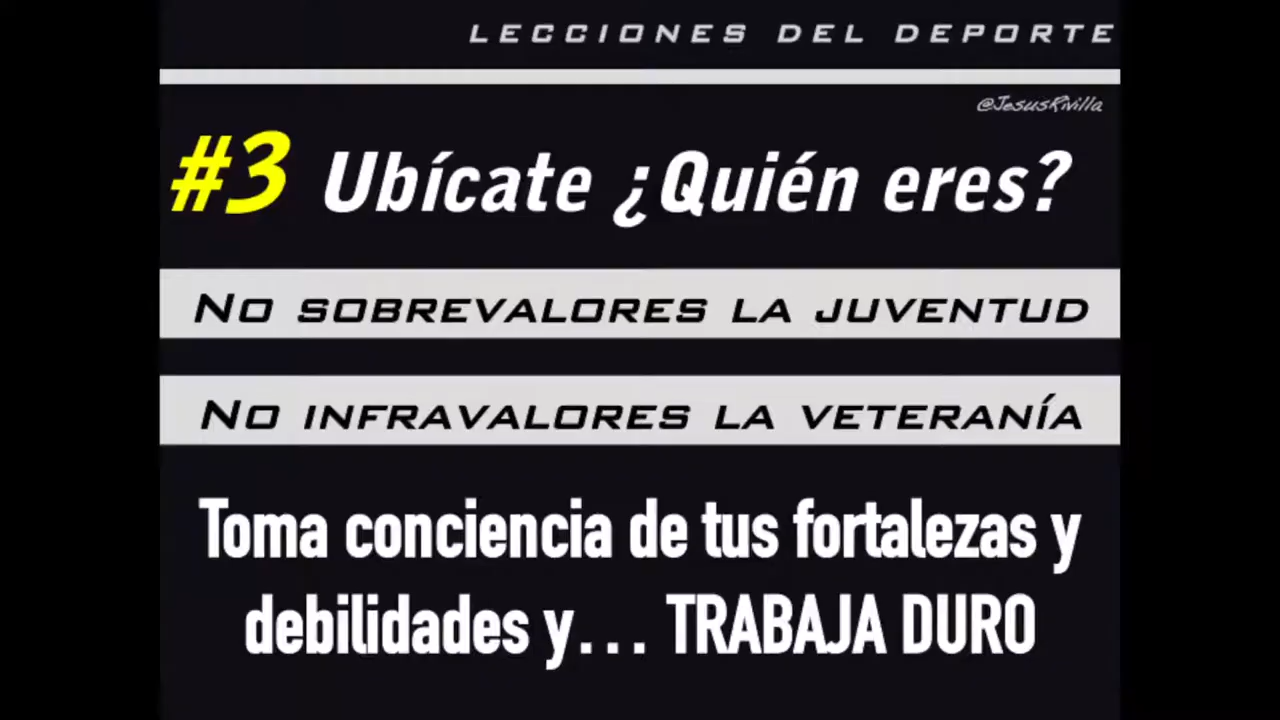 LECCIONES DEL DEPORTE
@JesusRivilla
#3 Ubícate ¿Quién eres?
NO SOBREVALORES LA JUVENTUD
NO INFRAVALORES LA VETERANÍA
Toma conciencia de tus fortalezas y
debilidades y... TRABAJA DURO